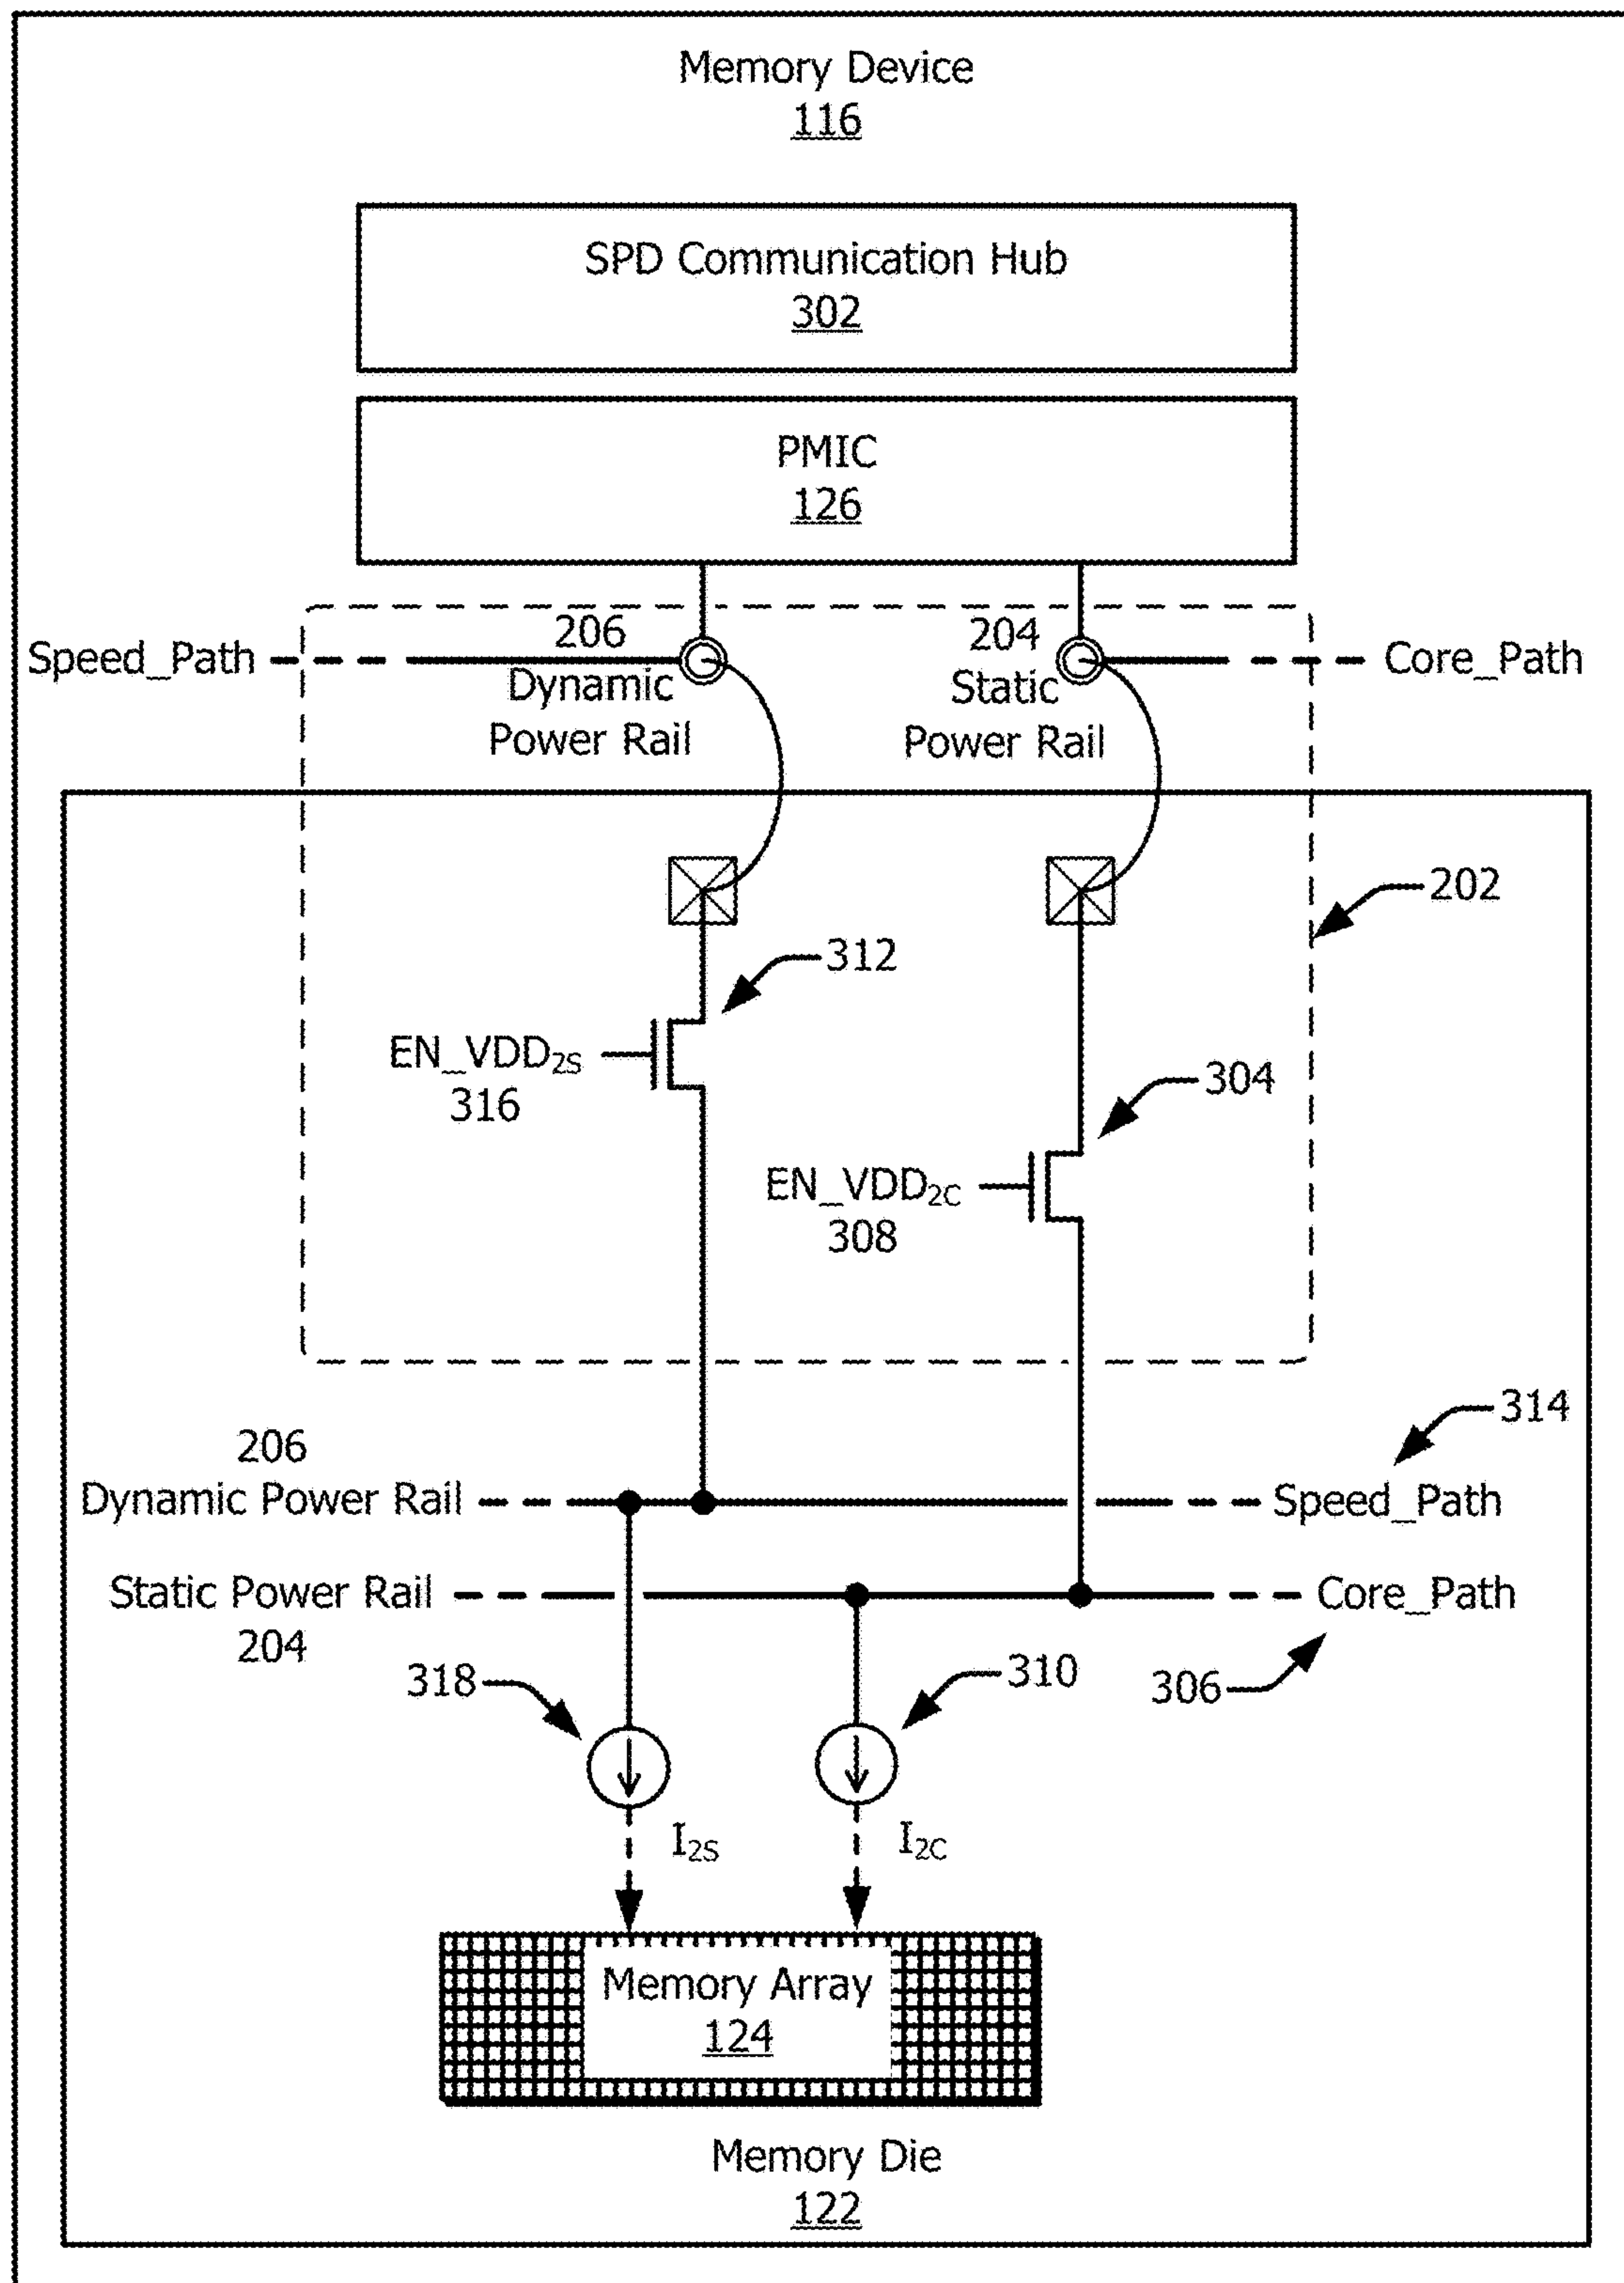 Memory Device
116
SPD Communication Hub
302
PMIC
126
Speed_Path
206
Dynamic
Power Rail
204
Static
Power Rail
Core_Path
202
312
EN_VDD2S
316
304
EN_VDD2C
308
314
206
Dynamic Power Rail
Speed_Path
Static Power Rail
204
Core_Path
306
318
310
I2S
I2C
Memory Array
124
Memory Die
122